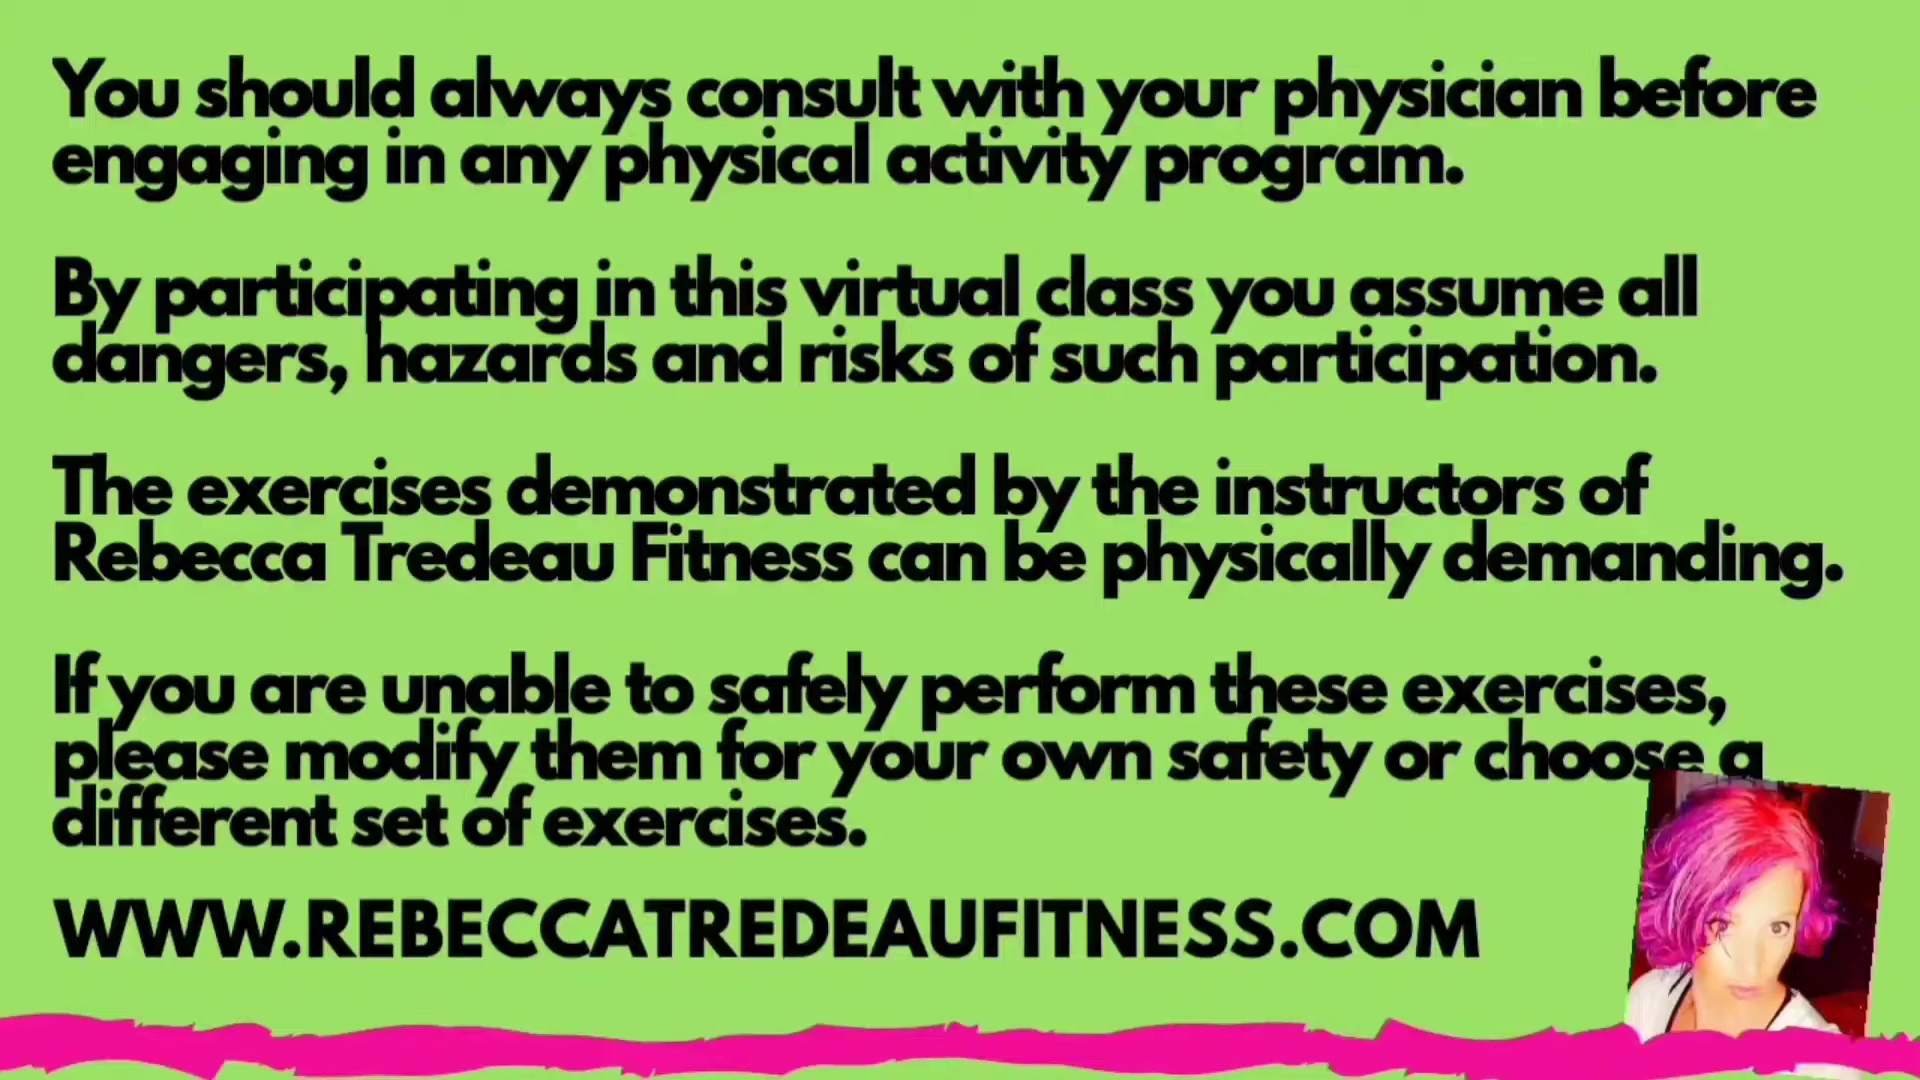 You should always consult with your physician before
engaging in any physical activity program.
By participating in this virtual class you assume all
dangers, hazards and risks of such participation.
The exercises demonstrated by the instructors of
Rebecca Tredeau Fitness can be physically demanding.
If you are unable to safely perform these exercises,
please modify them for your own safety or choose a
different set of exercises.
WWW.REBECCATREDEAUFITNESS.COM